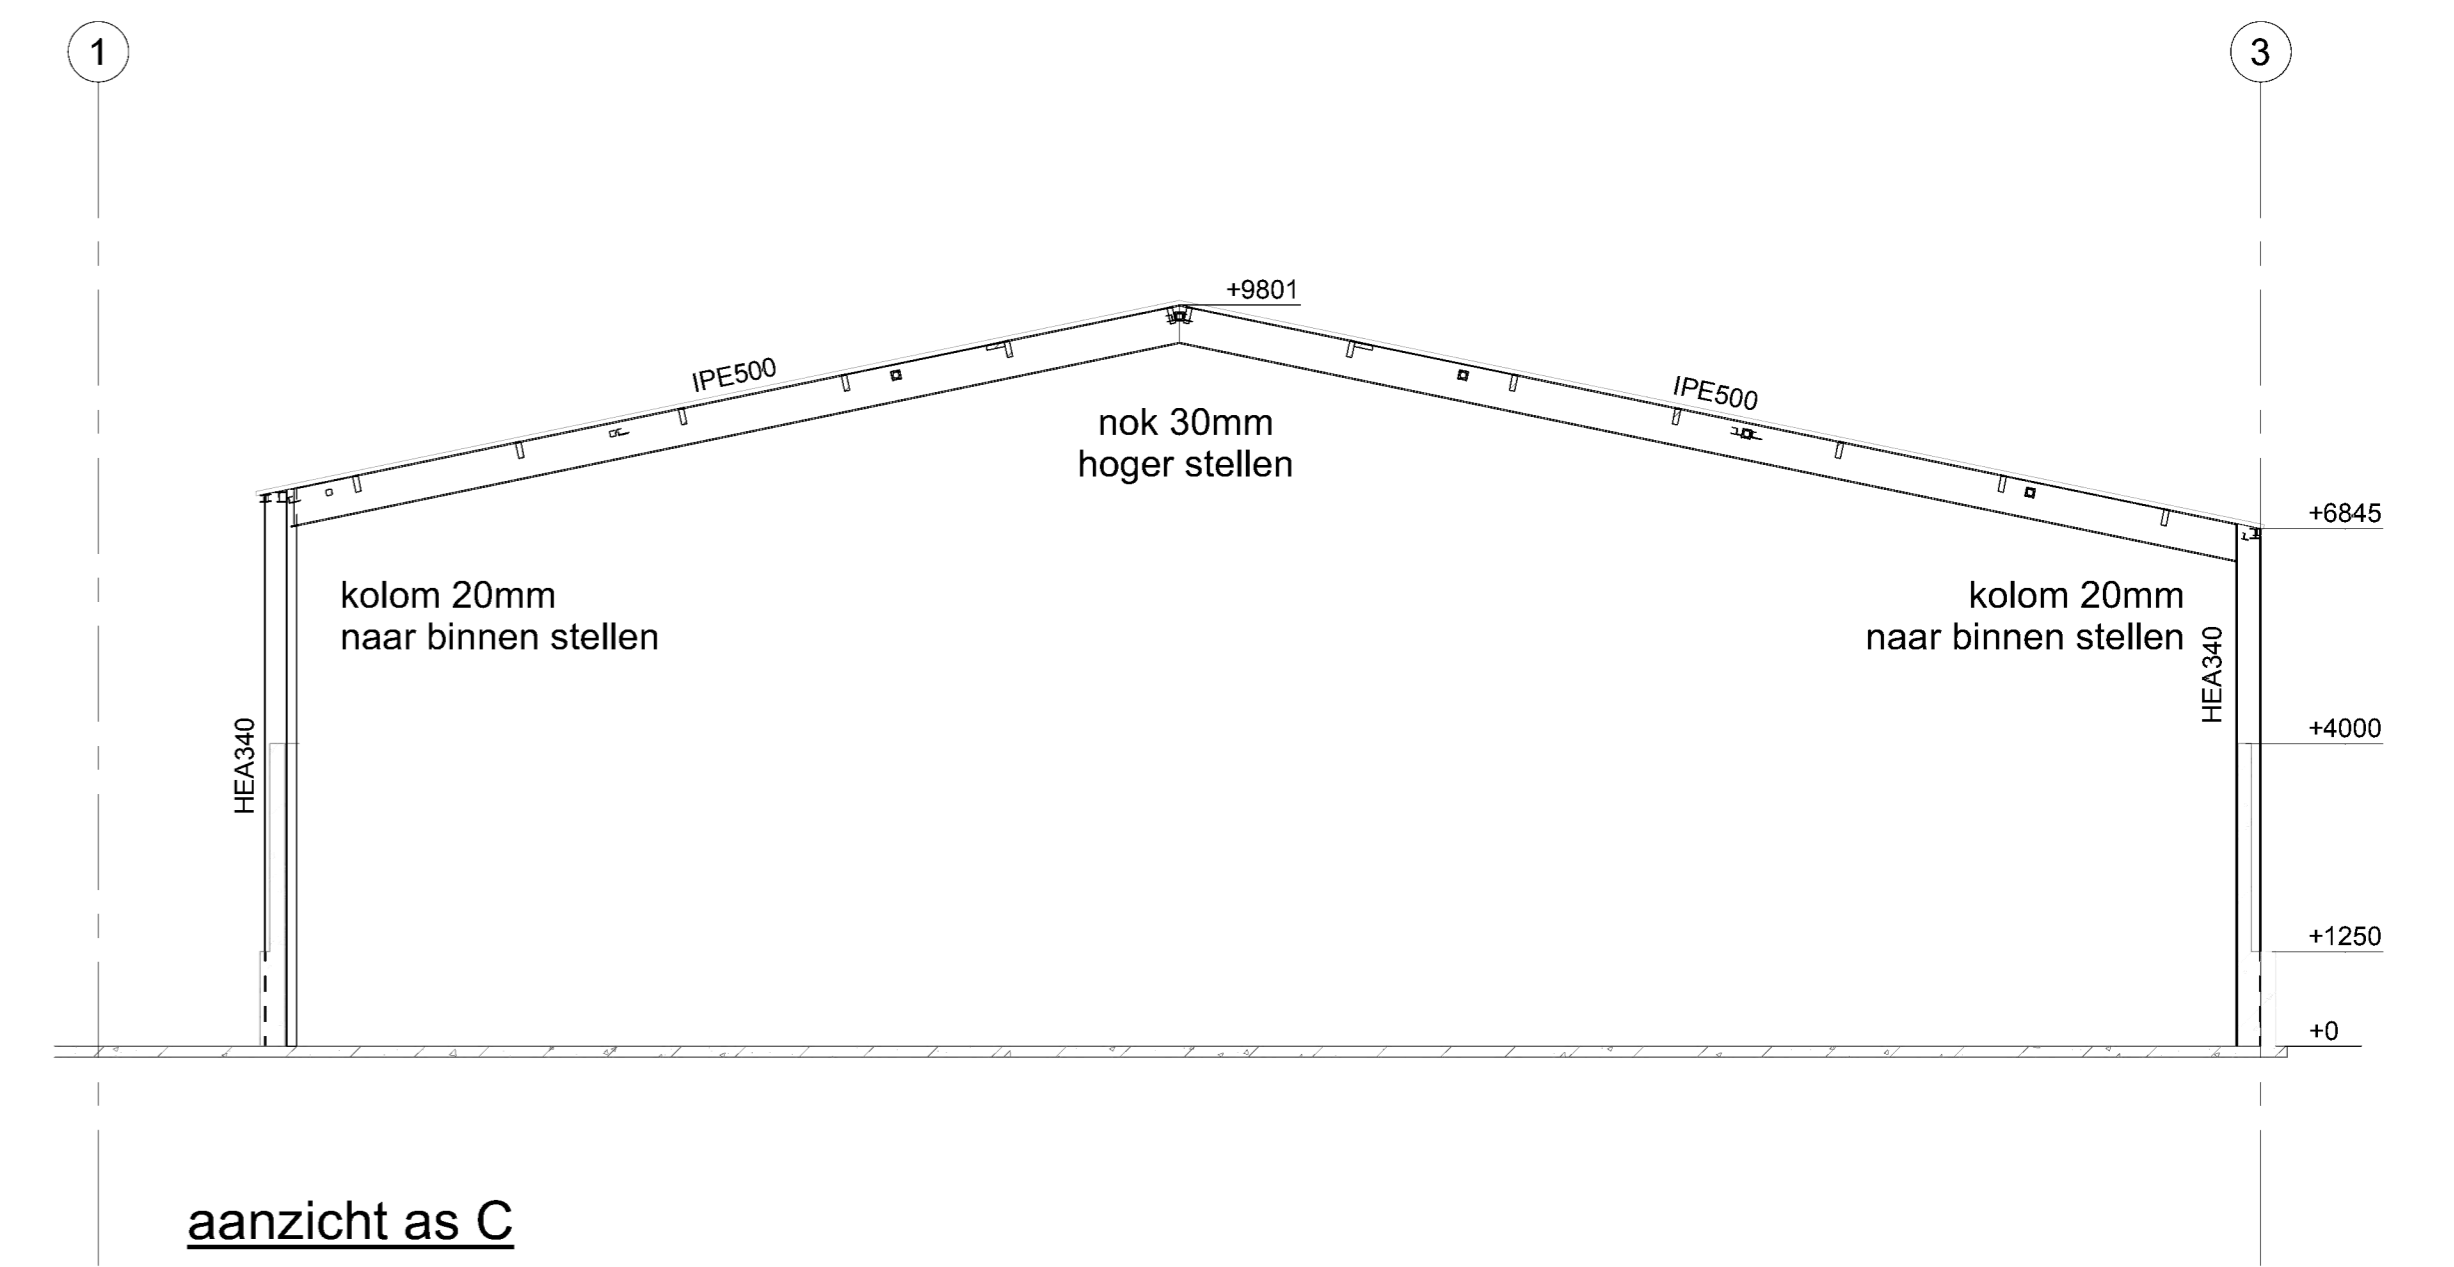 1
3
+9801
IPE500
IPE500
nok 30mm
hoger stellen
+6845
kolom 20mm
naar binnen stellen
kolom 20mm
naar binnen stellen
HEA340
HEA340
+4000
+1250
+0
aanzicht as C